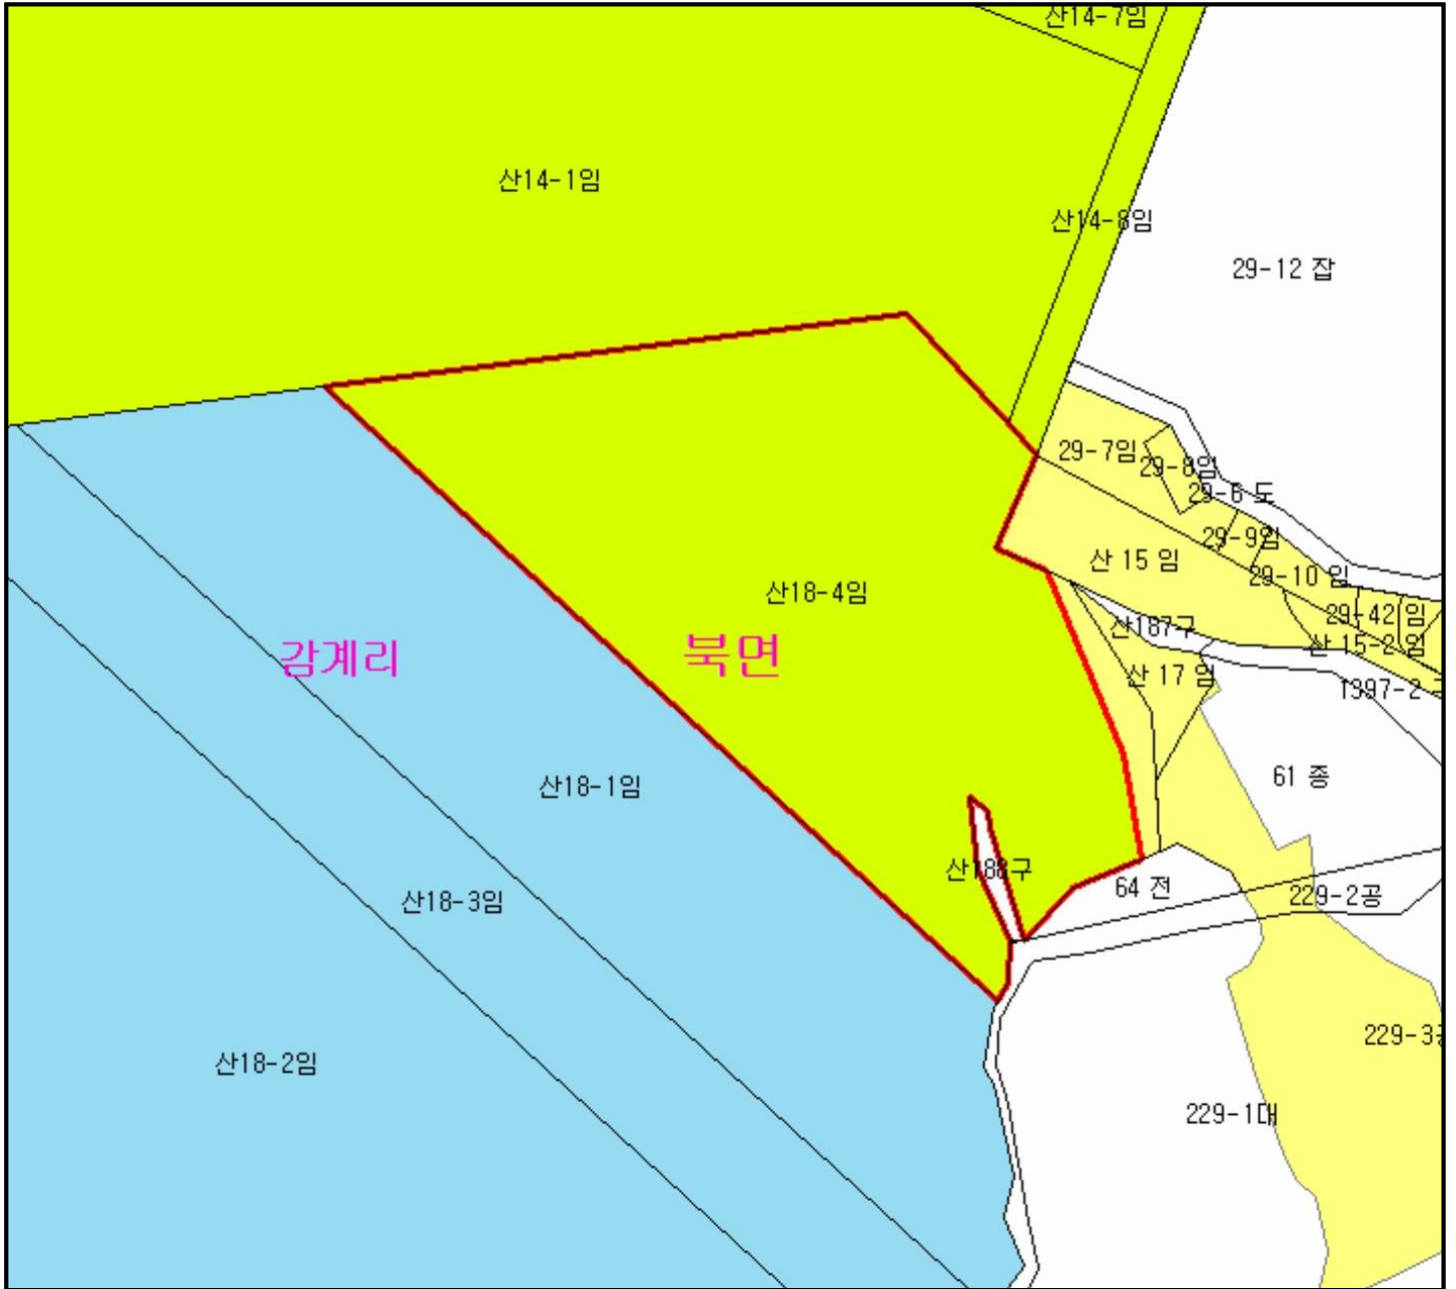 산14-7임
산14-1임
산14-8임
29-12 잡
29-7임
29-8임
29-6 도
29-9임
산 15 임
29-10 임
산18-4임
29-42 임
산187구
산 15-2 임
감계리
북면
산 17 임
1397-2
61 종
산18-1임
산188구
64 전
229-2공
산18-3임
229-3
산18-2임
229-1대